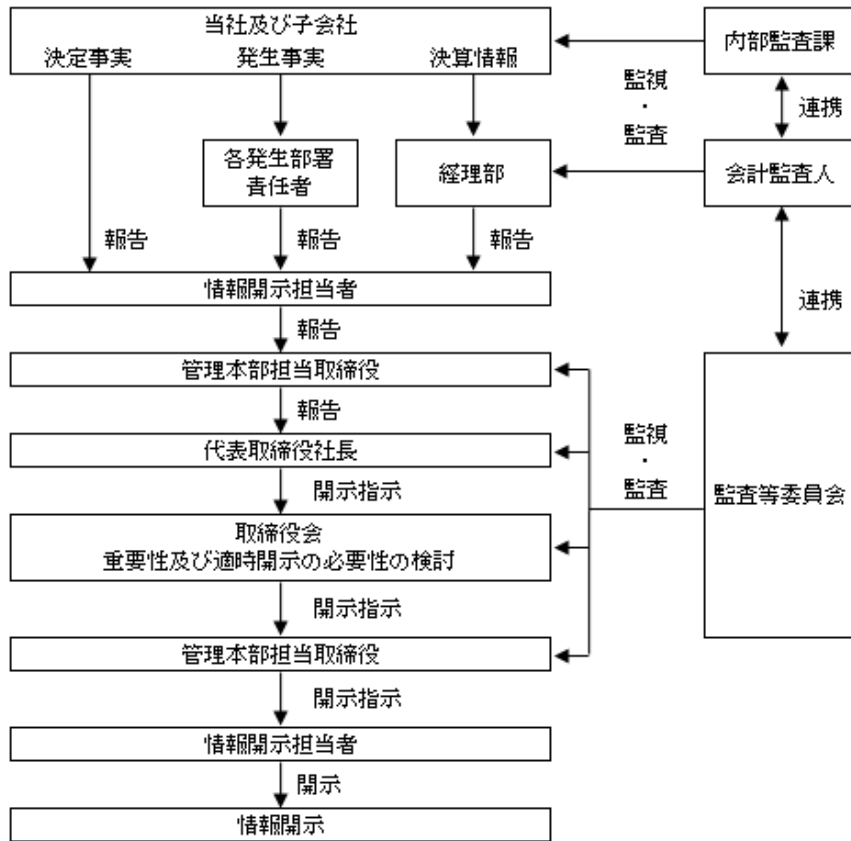 当社及び子会社
決定事実 発生事実 決算情報
内部監査課
監視
・
監査
連携
各発生部署
責任者
経理部
会計監査人
報告 報告 報告
情報開示担当者
連携
報告
管理本部担当取締役
報告
代表取締役社長
監視
・
監査
監査等委員会
開示指示
取締役会
重要性及び適時開示の必要性の検討
開示指示
管理本部担当取締役
開示指示
情報開示担当者
開示
情報開示